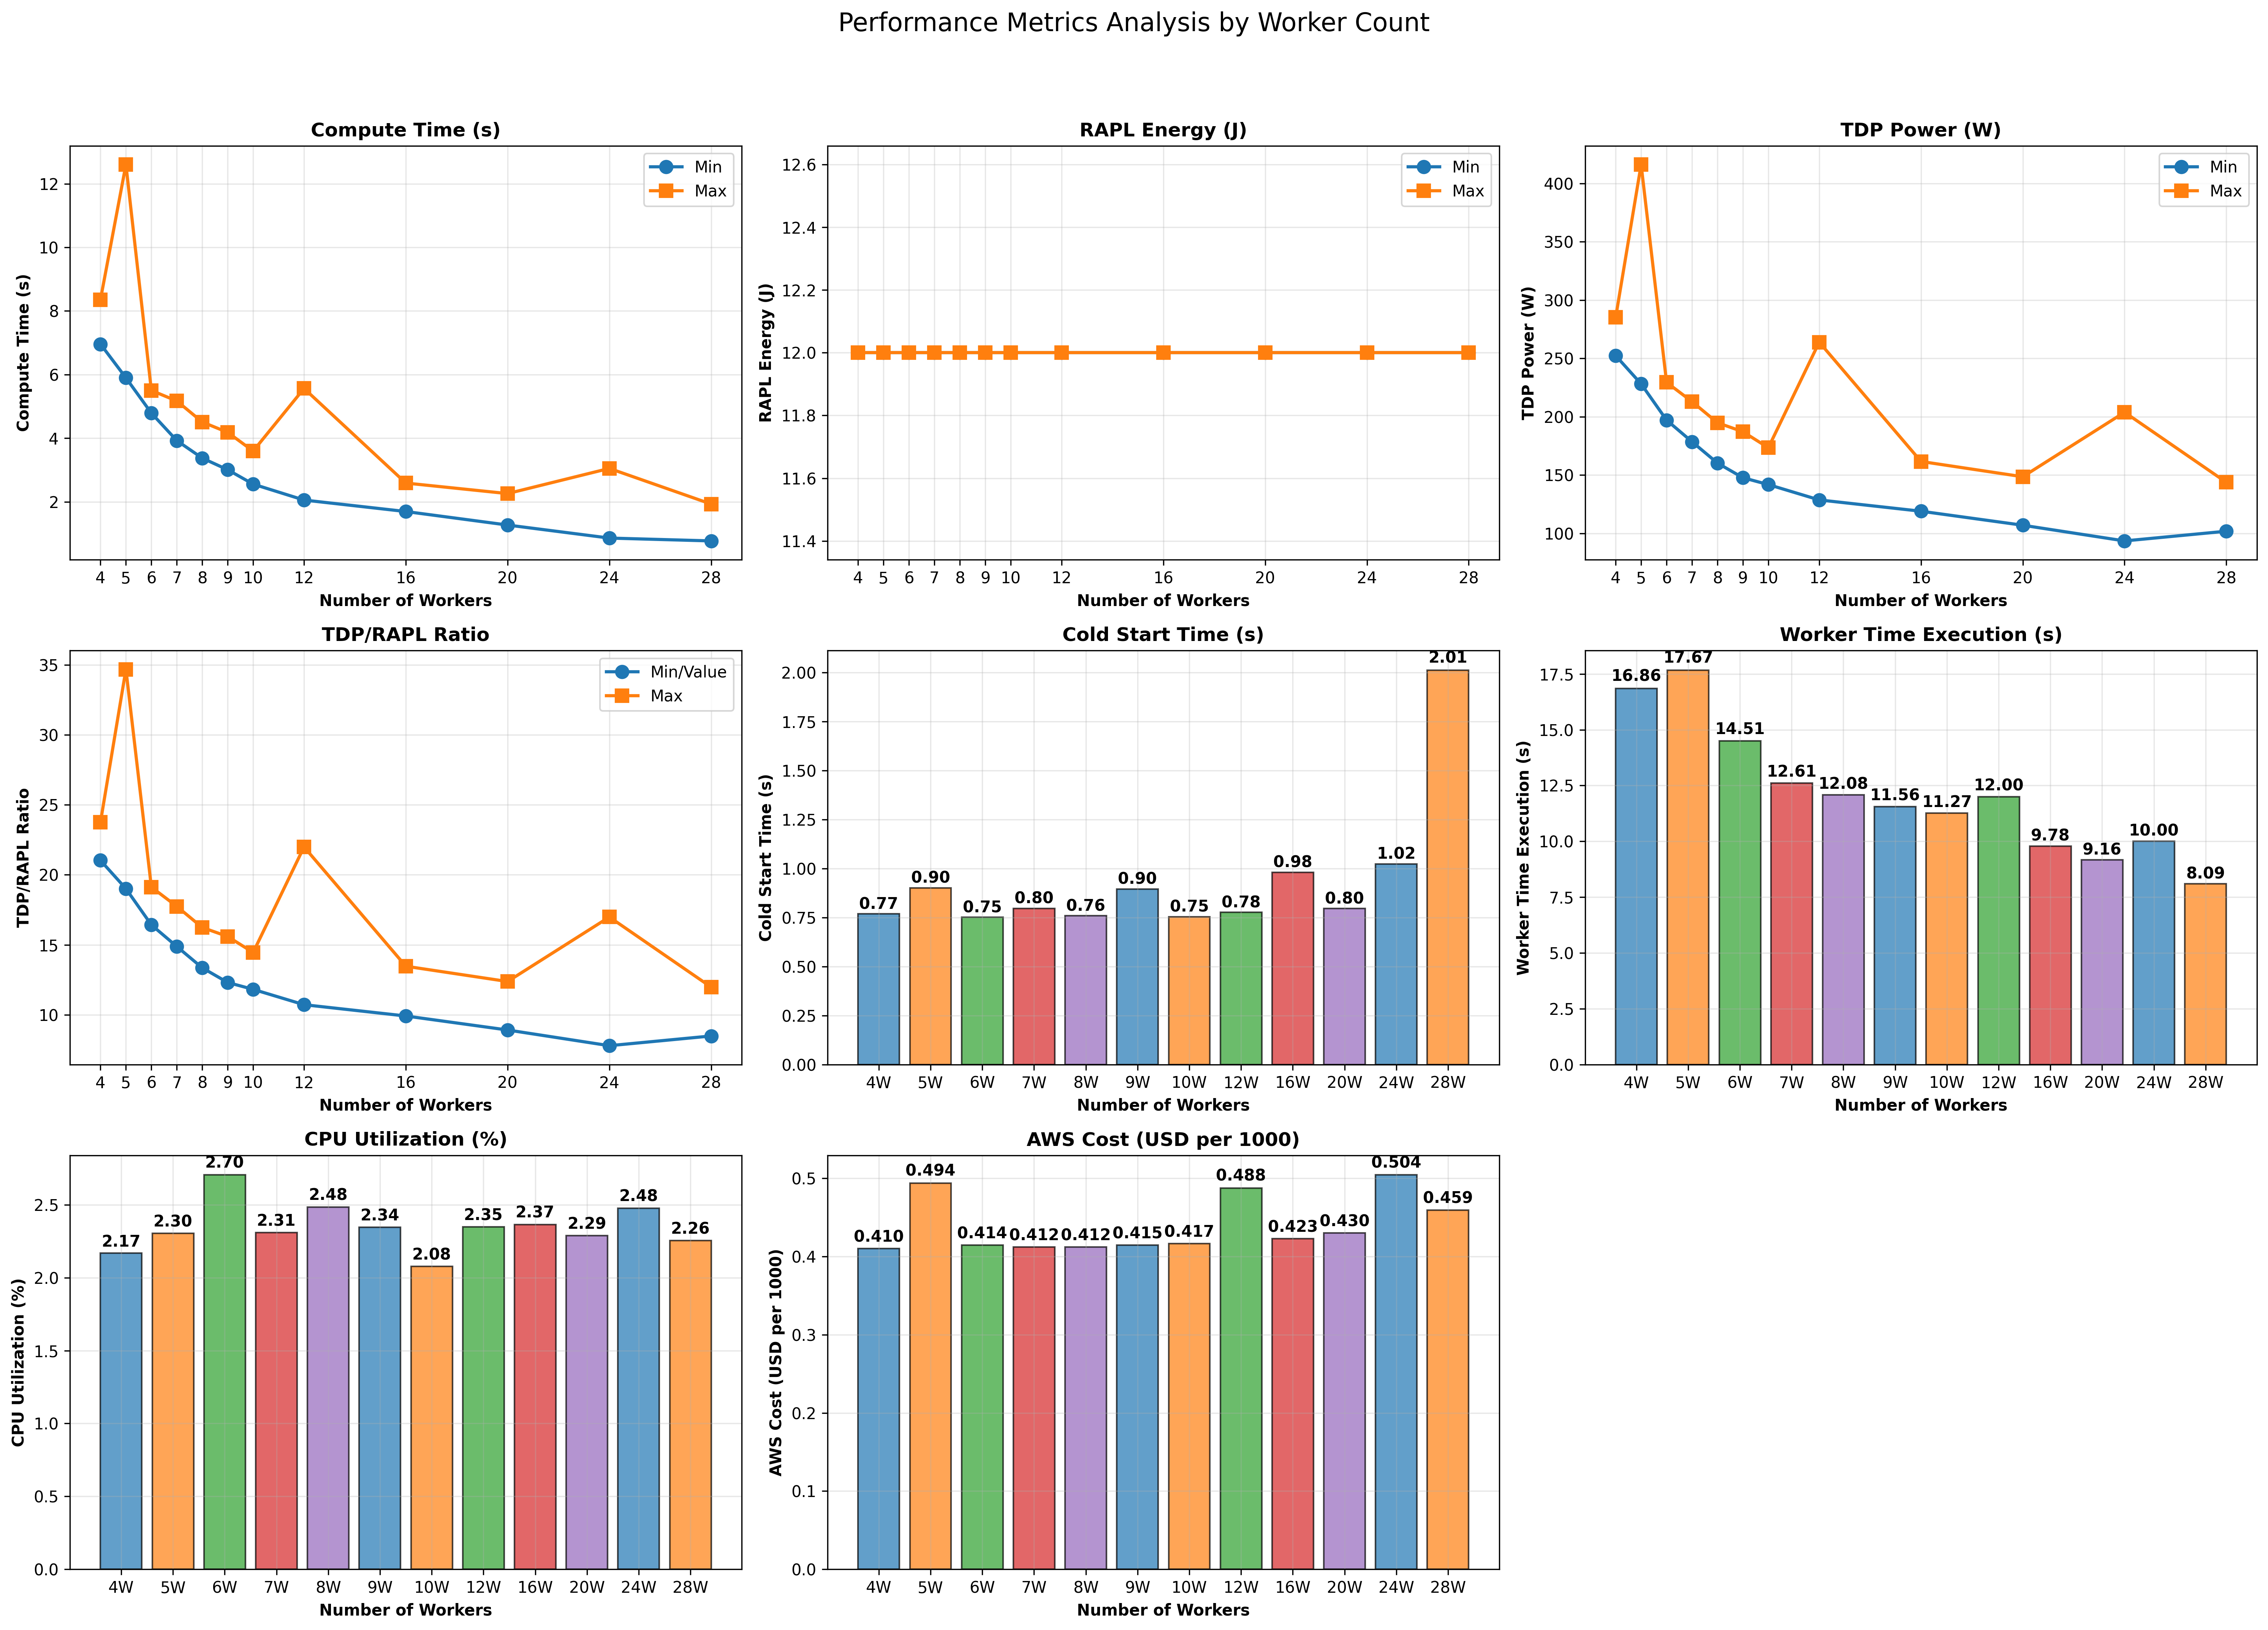 Performance Metrics Analysis by Worker Count
Compute Time (s)
Compute Time (s)
12
10
8
6
4
2
Min
Max
4 5 6 7 8 9 10 12 16 20 24 28
Number of Workers
RAPL Energy (J)
RAPL Energy (J)
12.6
12.4
12.2
12.0
11.8
11.6
11.4
Min
Max
4 5 6 7 8 9 10 12 16 20 24 28
Number of Workers
TDP Power (W)
TDP Power (W)
400
350
300
250
200
150
100
Min
Max
4 5 6 7 8 9 10 12 16 20 24 28
Number of Workers
TDP/RAPL Ratio
TDP/RAPL Ratio
35
30
25
20
15
10
Min/Value
Max
4 5 6 7 8 9 10 12 16 20 24 28
Number of Workers
Cold Start Time (s)
Cold Start Time (s)
2.00
1.75
1.50
1.25
1.00
0.75
0.50
0.25
0.00
0.77 0.90 0.75 0.80 0.76 0.90 0.75 0.78 0.98 0.80 1.02 2.01
4W 5W 6W 7W 8W 9W 10W 12W 16W 20W 24W 28W
Number of Workers
Worker Time Execution (s)
Worker Time Execution (s)
17.5
15.0
12.5
10.0
7.5
5.0
2.5
0.0
16.86 17.67 14.51 12.61 12.08 11.56 11.27 12.00 9.78 9.16 10.00 8.09
4W 5W 6W 7W 8W 9W 10W 12W 16W 20W 24W 28W
Number of Workers
CPU Utilization (%)
CPU Utilization (%)
2.5
2.0
1.5
1.0
0.5
0.0
2.17 2.30 2.70 2.31 2.48 2.34 2.08 2.35 2.37 2.29 2.48 2.26
4W 5W 6W 7W 8W 9W 10W 12W 16W 20W 24W 28W
Number of Workers
AWS Cost (USD per 1000)
AWS Cost (USD per 1000)
0.5
0.4
0.3
0.2
0.1
0.0
0.410 0.494 0.414 0.412 0.412 0.415 0.417 0.488 0.423 0.430 0.504 0.459
4W 5W 6W 7W 8W 9W 10W 12W 16W 20W 24W 28W
Number of Workers